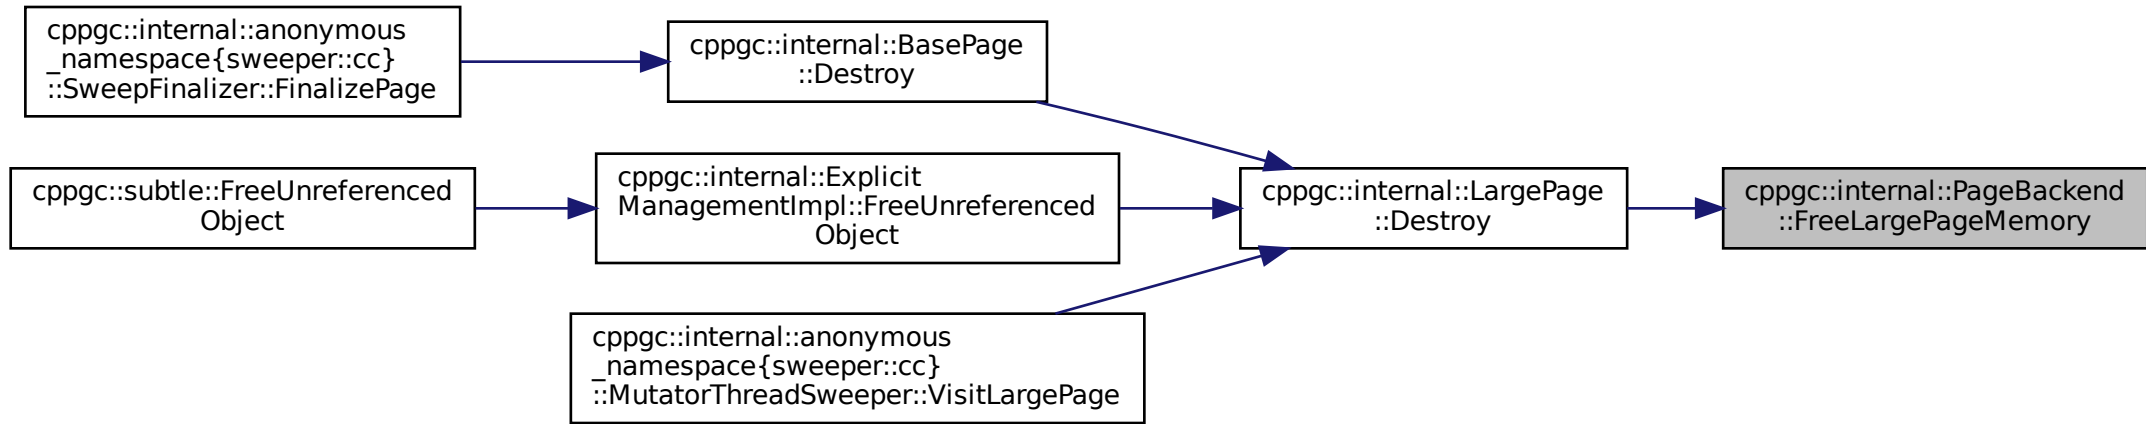 cppgc::internal::anonymous
_namespace{sweeper::cc}
::SweepFinalizer::FinalizePage
cppgc::internal::BasePage
::Destroy
cppgc::subtle::FreeUnreferenced
Object
cppgc::internal::Explicit
ManagementImpl::FreeUnreferenced
Object
cppgc::internal::LargePage
::Destroy
cppgc::internal::PageBackend
::FreeLargePageMemory
cppgc::internal::anonymous
_namespace{sweeper::cc}
::MutatorThreadSweeper::VisitLargePage